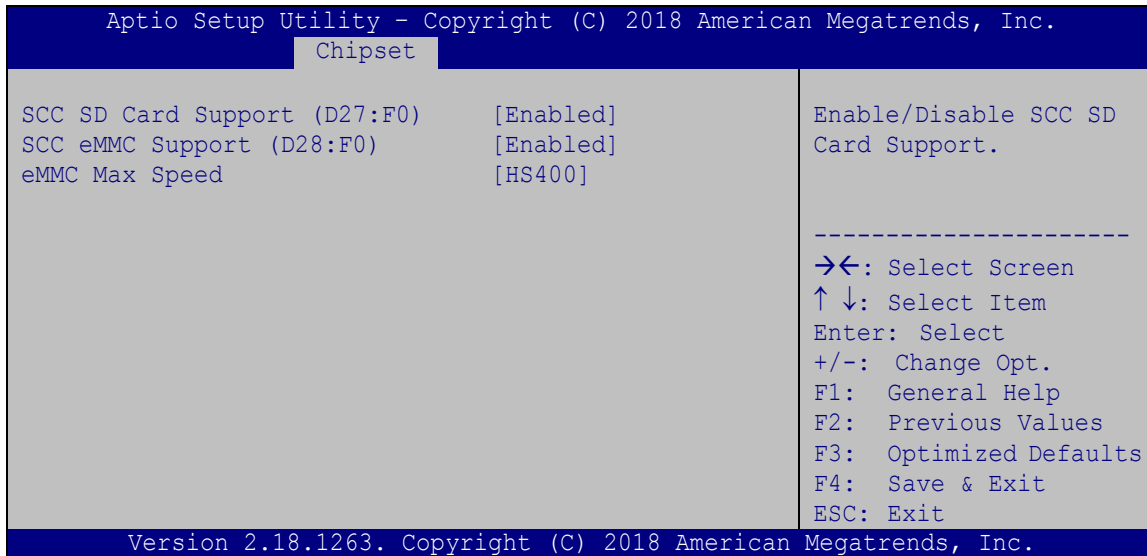 Aptio Setup Utility – Copyright (C) 2018 American Megatrends, Inc.
Chipset
SCC SD Card Support (D27:F0) [Enabled]
SCC eMMC Support (D28:F0) [Enabled]
eMMC Max Speed [HS400]
Enable/Disable SCC SD
Card Support.
----------------------
→←: Select Screen
↑ ↓: Select Item
Enter: Select
+/-: Change Opt.
F1: General Help
F2: Previous Values
F3: Optimized Defaults
F4: Save & Exit
ESC: Exit
Version 2.18.1263. Copyright (C) 2018 American Megatrends, Inc.